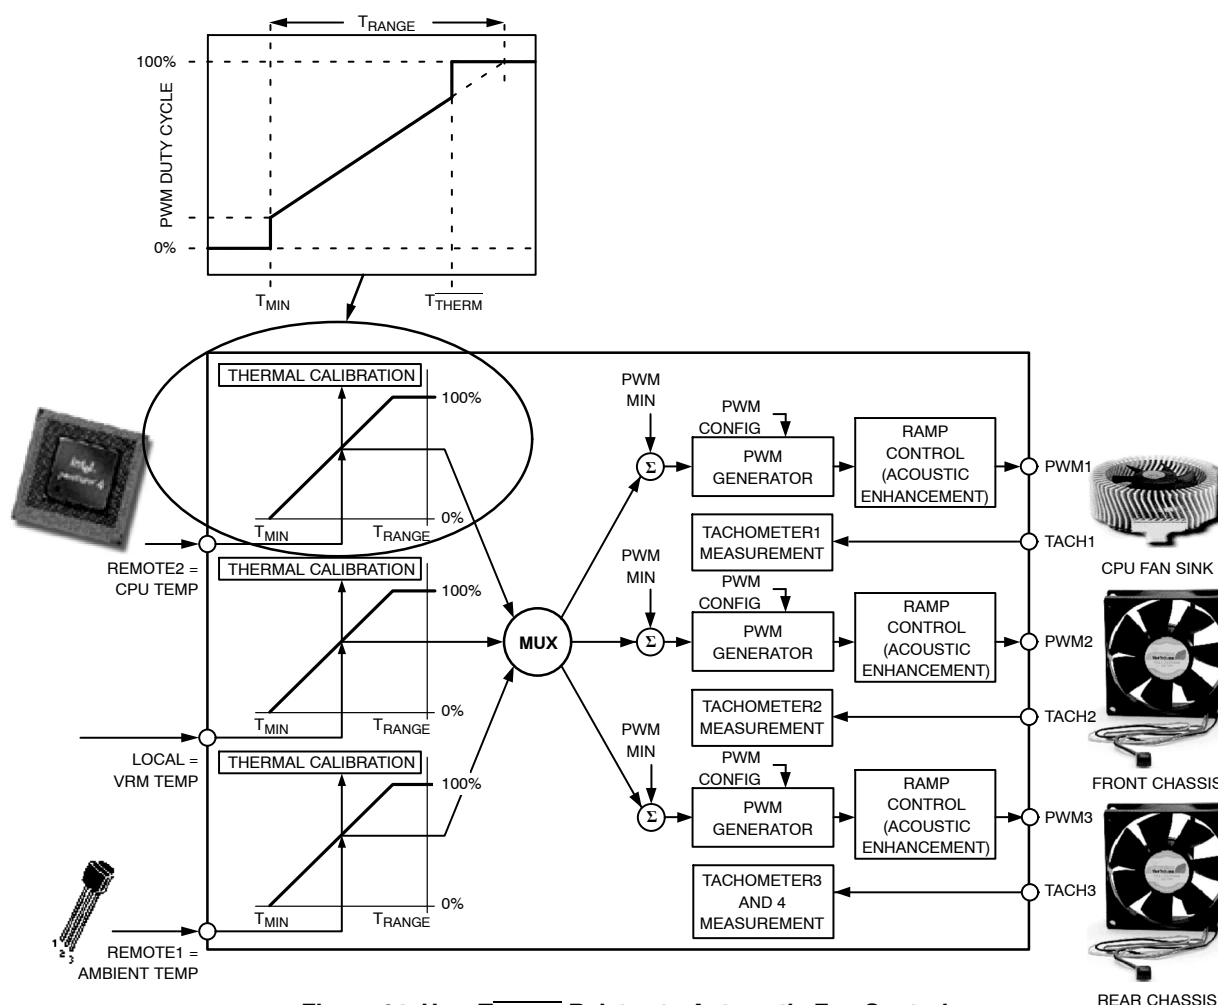 TRANGE
100%
PWM DUTY CYCLE
0%
TMIN
TTHERM
THERMAL CALIBRATION
100%
0%
TMIN
TRANGE
REMOTE2 =
CPU TEMP
THERMAL CALIBRATION
100%
0%
TMIN
TRANGE
LOCAL =
VRM TEMP
THERMAL CALIBRATION
100%
0%
TMIN
TRANGE
REMOTE1 =
AMBIENT TEMP
1
2
3
MUX
PWM
MIN
Σ
PWM
CONFIG
PWM
GENERATOR
RAMP
CONTROL
(ACOUSTIC
ENHANCEMENT)
PWM1
TACHOMETER1
MEASUREMENT
TACH1
CPU FAN SINK
PWM
MIN
Σ
PWM
CONFIG
PWM
GENERATOR
RAMP
CONTROL
(ACOUSTIC
ENHANCEMENT)
PWM2
TACHOMETER2
MEASUREMENT
TACH2
FRONT CHASSIS
PWM
MIN
Σ
PWM
CONFIG
PWM
GENERATOR
RAMP
CONTROL
(ACOUSTIC
ENHANCEMENT)
PWM3
TACHOMETER3
AND 4
MEASUREMENT
TACH3
REAR CHASSIS